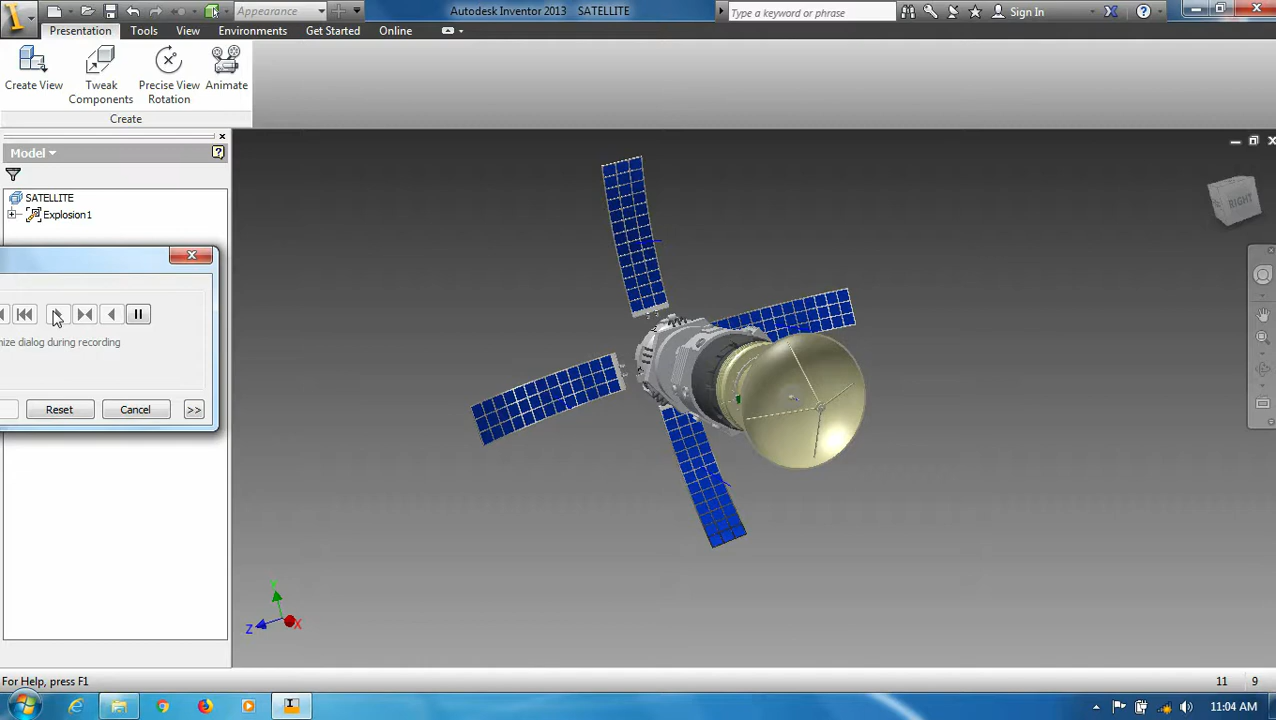 Appearance
Autodesk Inventor 2013 SATELLITE
Type a keyword or phrase
Sign In
Presentation Tools View Environments Get Started Online
Create View
Tweak Components
Precise View Rotation
Animate
Create
Model
SATELLITE
Explosion1
nize dialog during recording
Reset
Cancel
>>
RIGHT
Z
X
For Help, press F1
11 9
11:04 AM